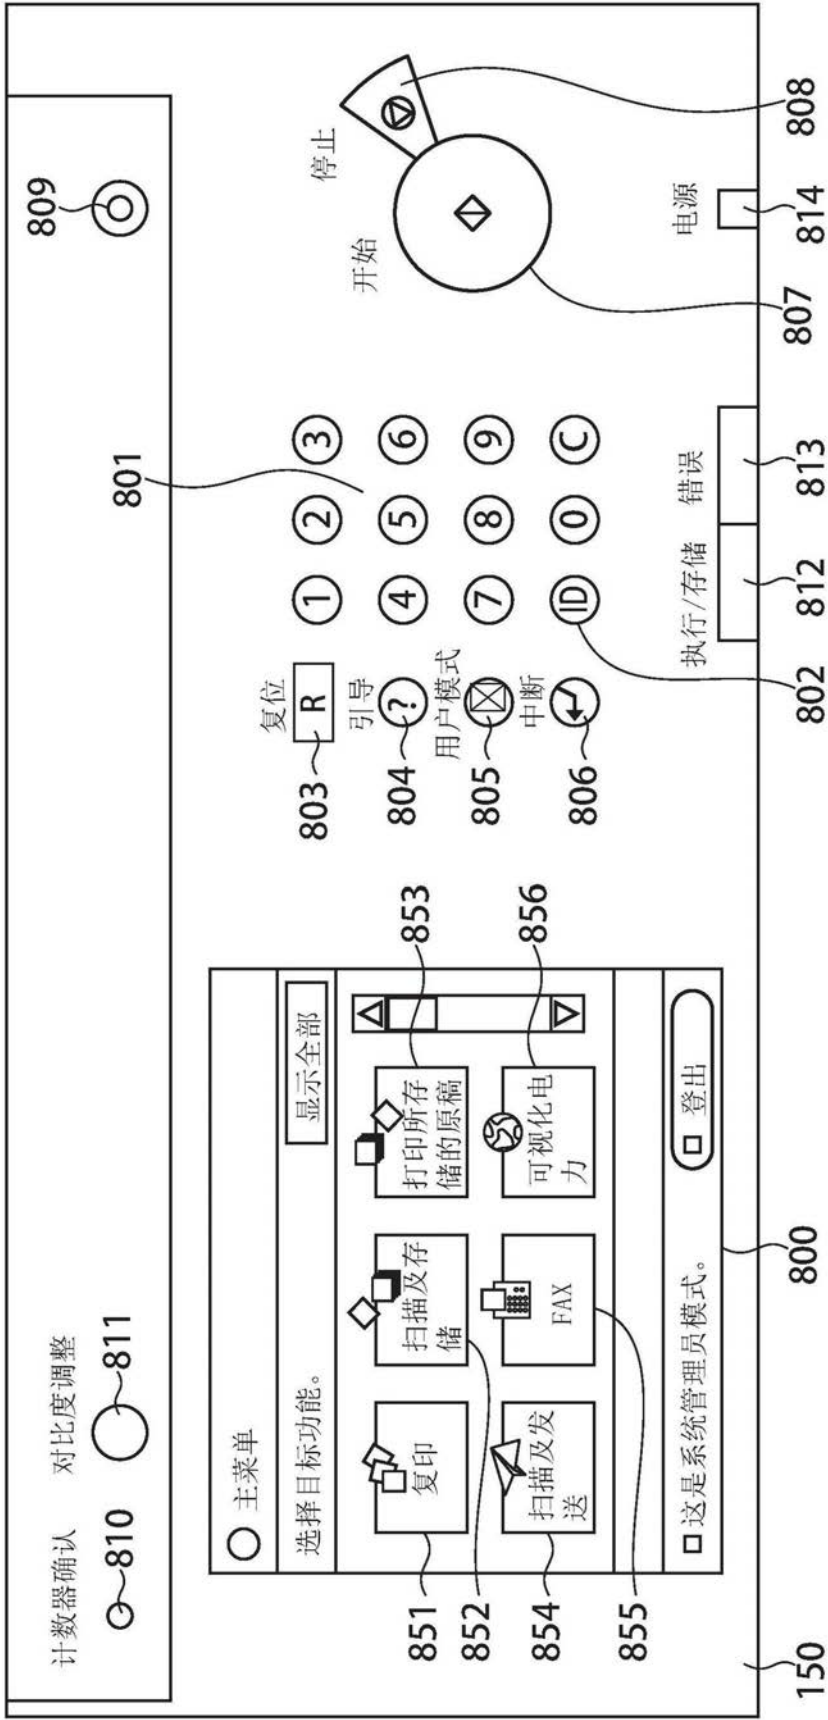 计数器确认
对比度调整
810
811
809
主菜单
选择目标功能。
显示全部
复印
扫描及存
储
打印所存
储的原稿
扫描及发
送
FAX
可视化电
力
这是系统管理员模式。
登出
851
852
853
854
855
856
800
150
复位
R
803
引导
?
804
用户模式
805
中断
806
801
1
2
3
4
5
6
7
8
9
ID
0
C
802
开始
停止
807
808
执行/存储
错误
电源
812
813
814